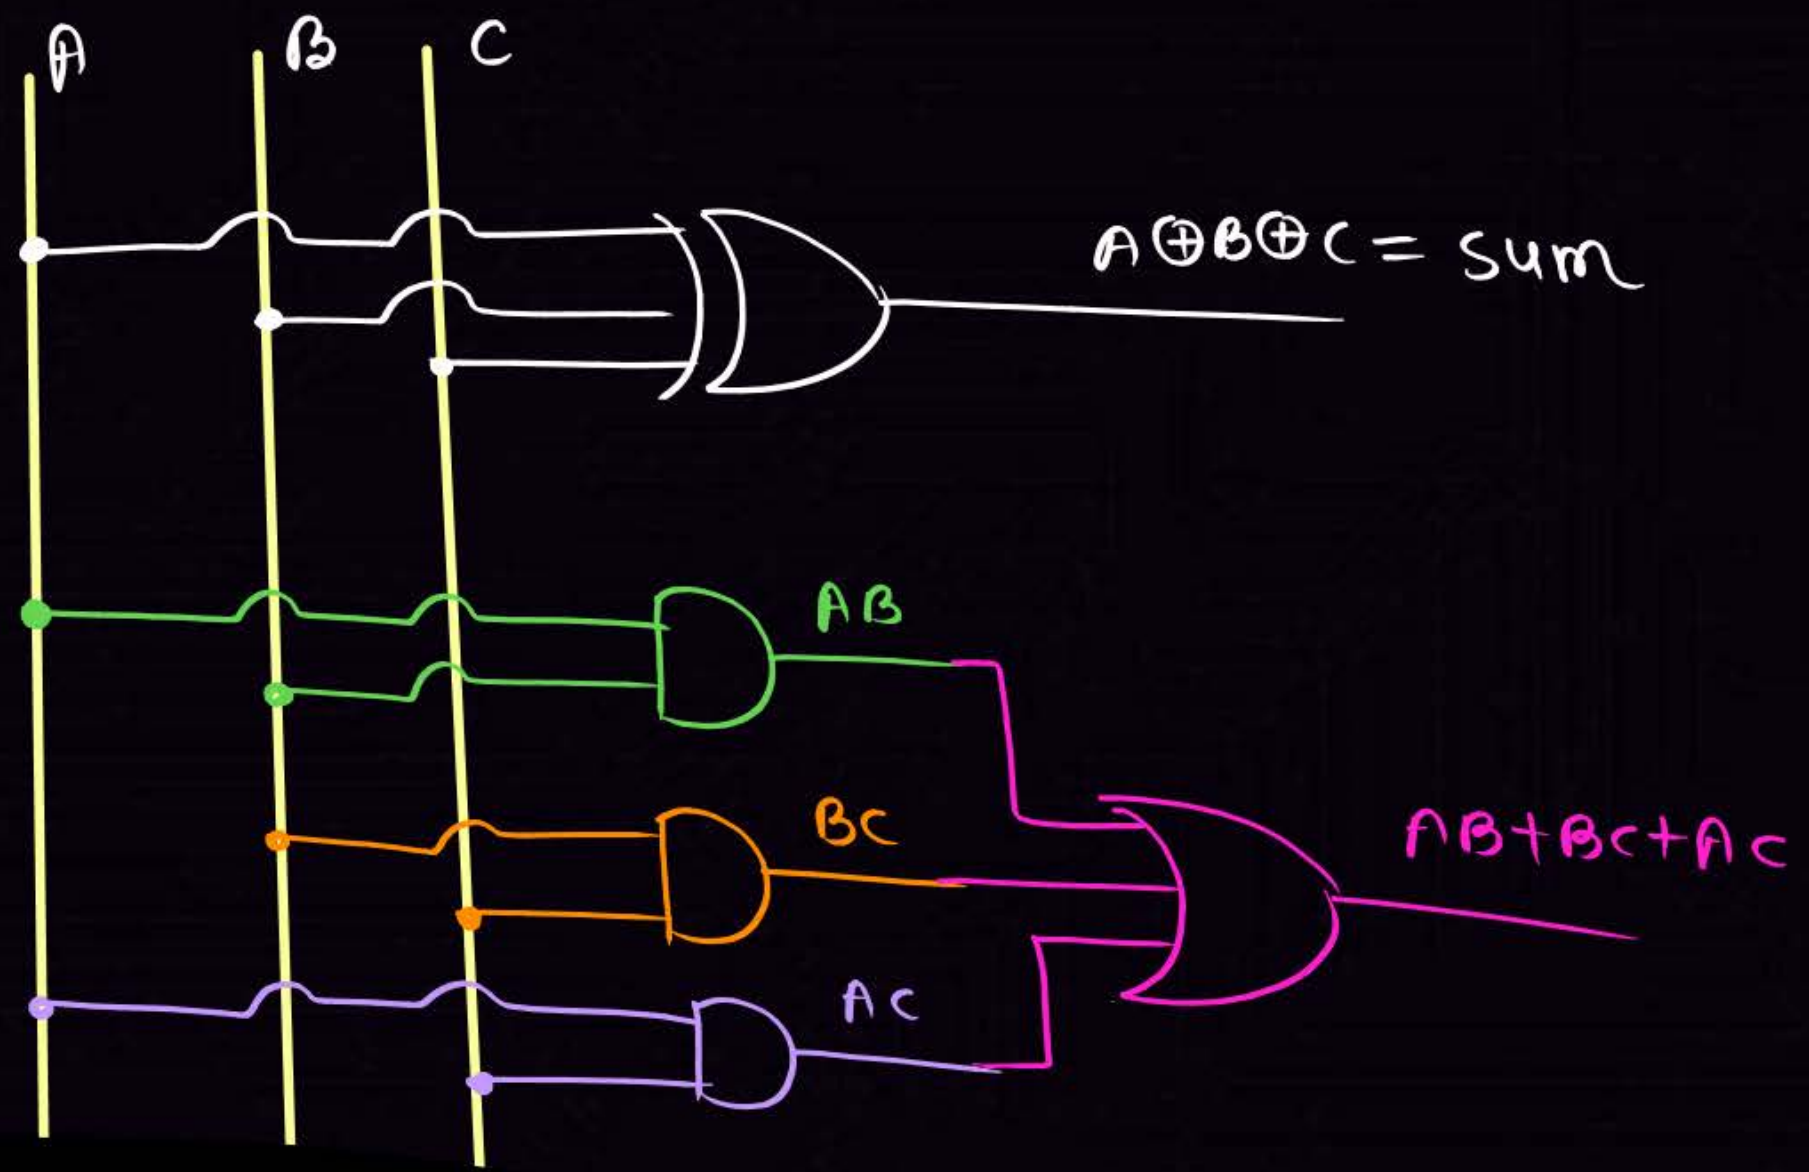 A B C
A⊕B⊕C = sum
AB
BC
AB+BC+AC
AC